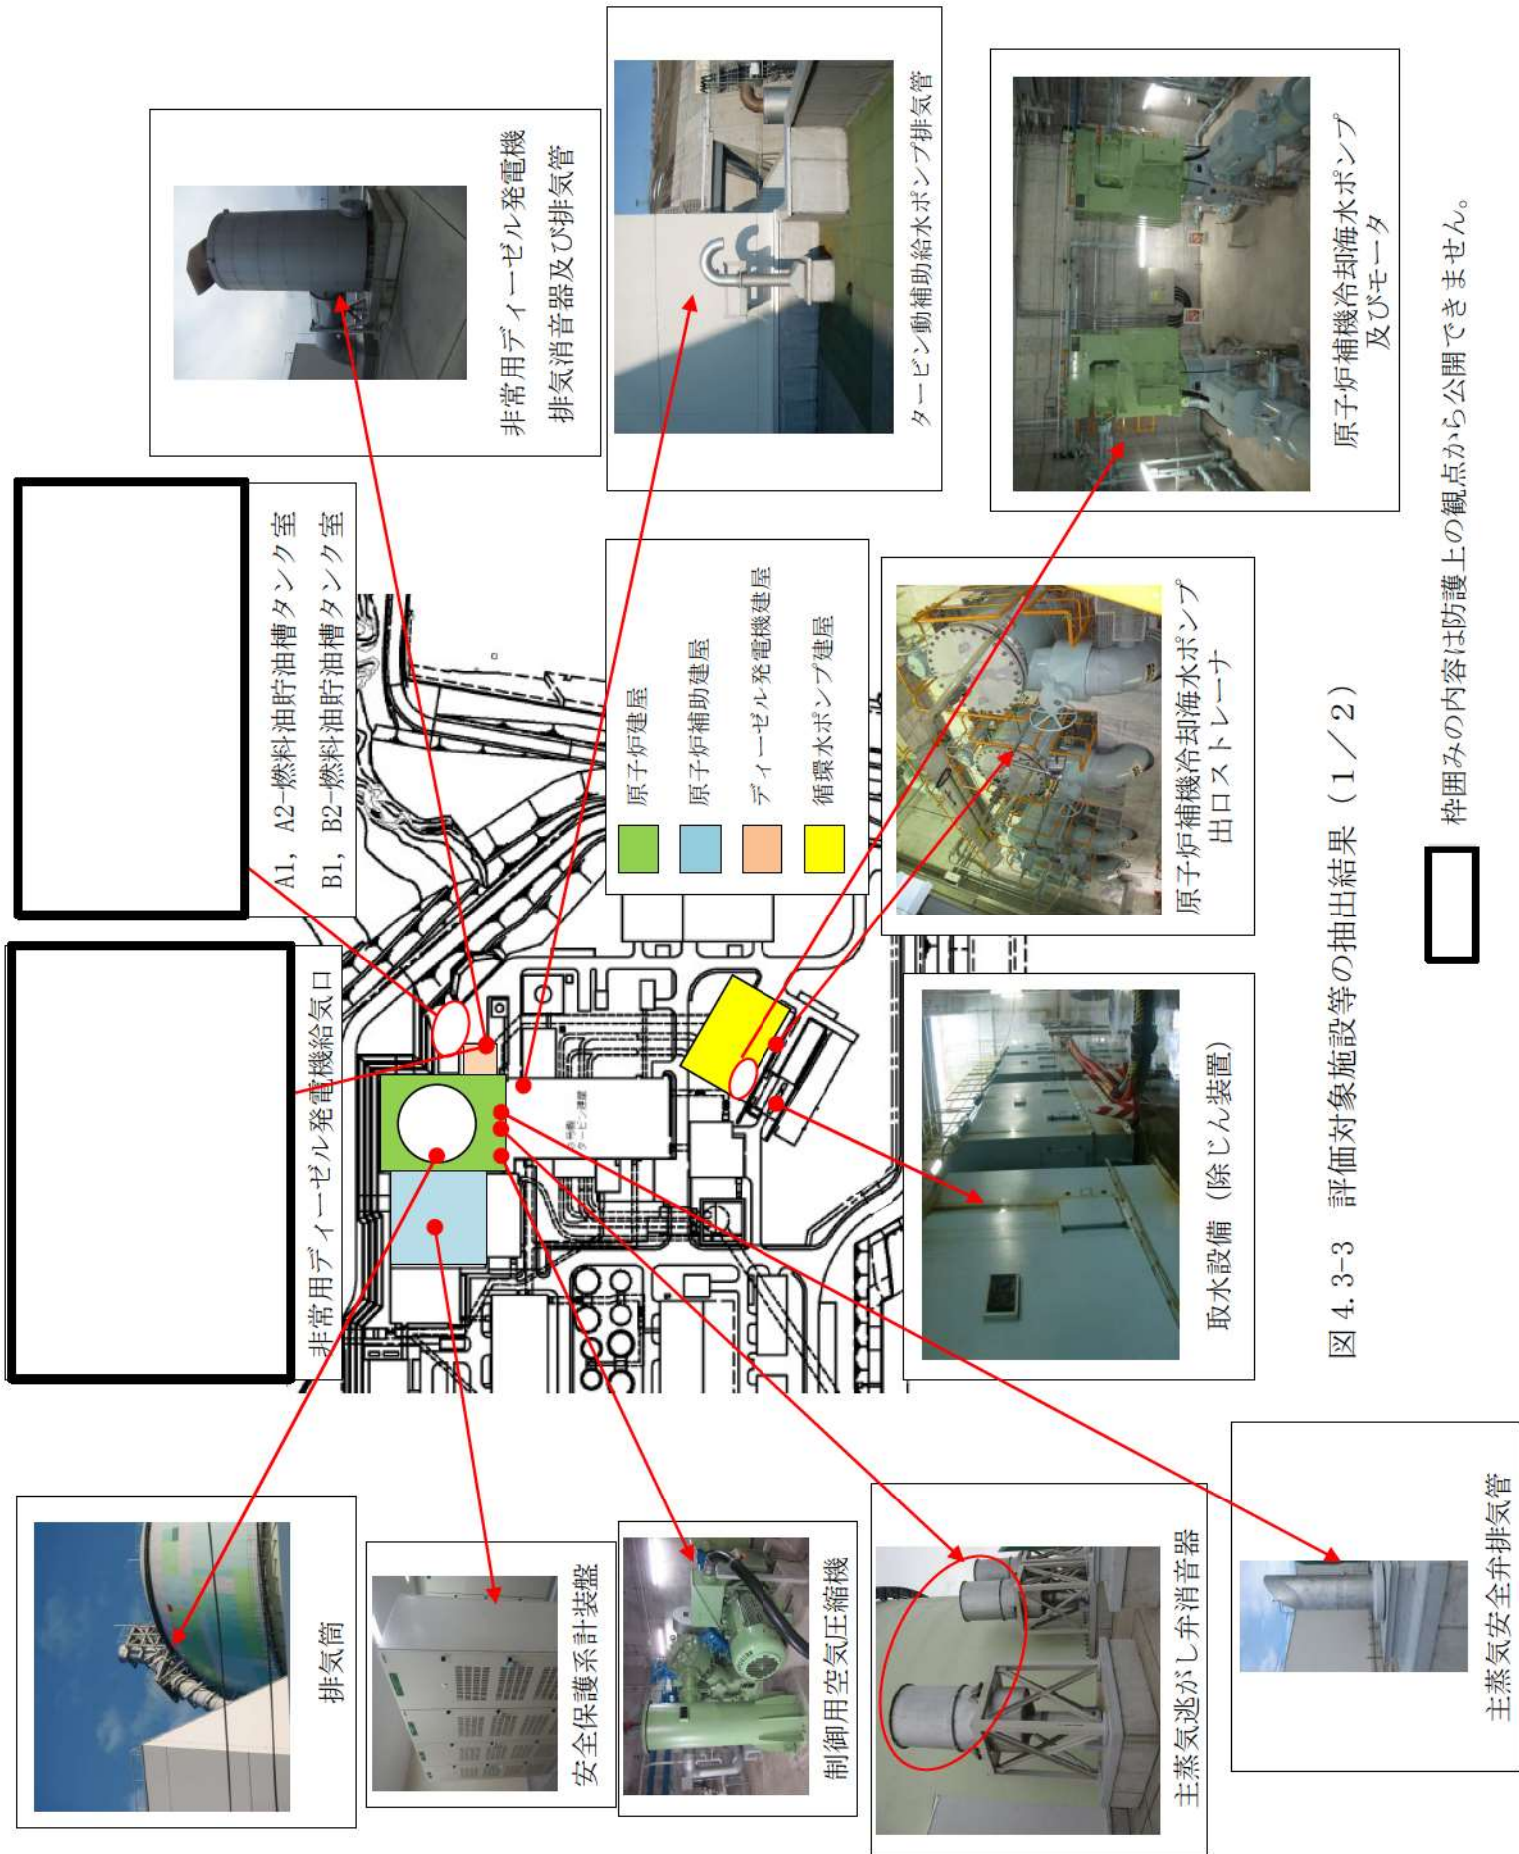 排気筒
安全保護系計装盤
制御用空気圧縮機
主蒸気逃がし弁消音器
主蒸気安全弁排気管
非常用ディーゼル発電機給気口
取水設備（除じん装置）
A1, A2-燃料油貯油槽タンク室
B1, B2-燃料油貯油槽タンク室
原子炉建屋
原子炉補助建屋
ディーゼル発電機建屋
循環水ポンプ建屋
原子炉補機冷却海水ポンプ
出口ストレーナ
非常用ディーゼル発電機
排気消音器及び排気管
タービン動補助給水ポンプ排気管
原子炉補機冷却海水ポンプ
及びモータ
3号機
タービン建屋
図 4.3-3　評価対象施設等の抽出結果（1／2）
枠囲みの内容は防護上の観点から公開できません。